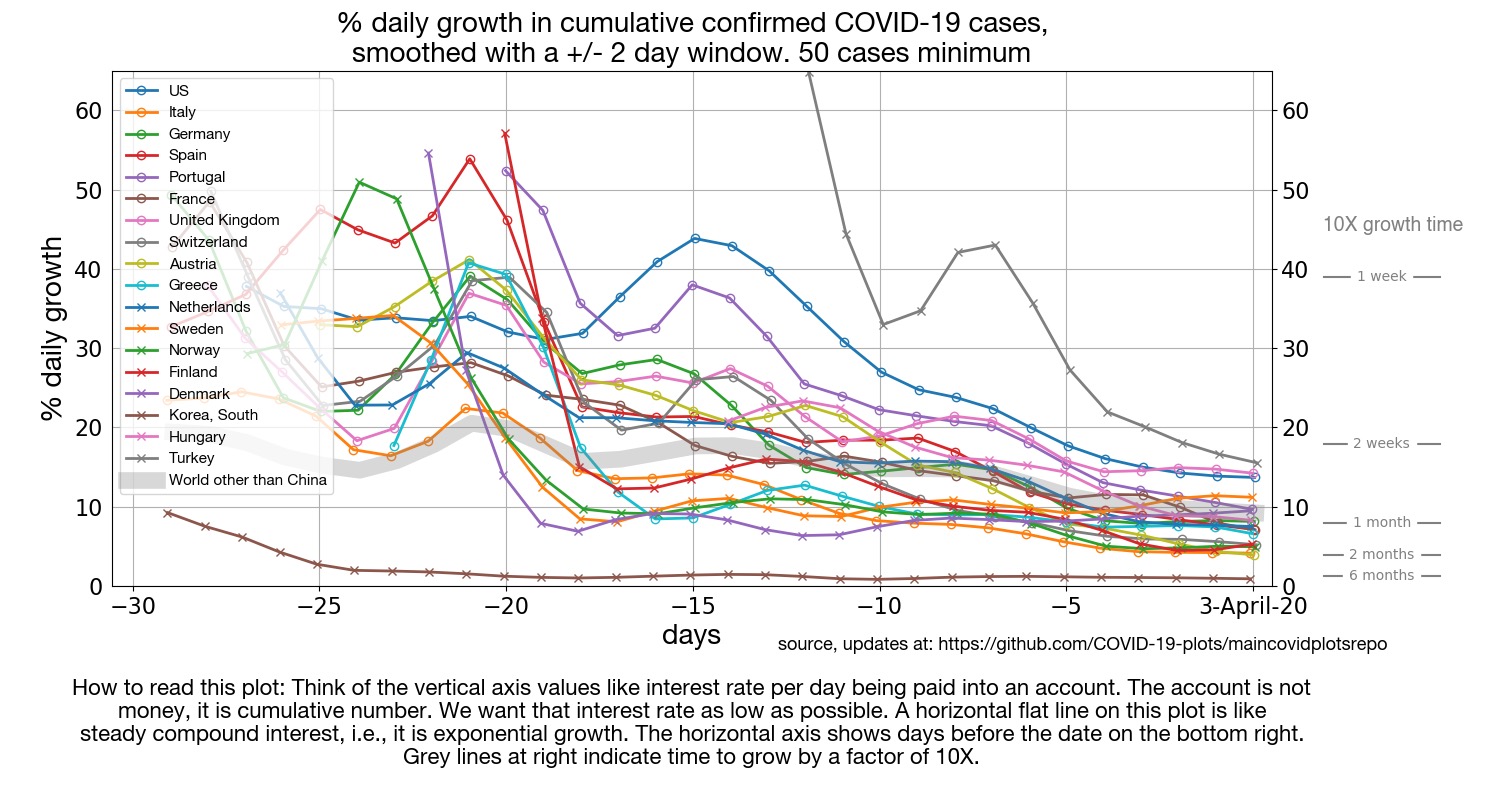 % daily growth in cumulative confirmed COVID-19 cases,
smoothed with a +/- 2 day window. 50 cases minimum
% daily growth
60
50
40
30
20
10
0
US
Italy
Germany
Spain
Portugal
France
United Kingdom
Switzerland
Austria
Greece
Netherlands
Sweden
Norway
Finland
Denmark
Korea, South
Hungary
Turkey
World other than China
60
50
40
30
20
10
0
10X growth time
1 week
2 weeks
1 month
2 months
6 months
−30 −25 −20 −15 −10 −5 3-April-20
days
source, updates at: https://github.com/COVID-19-plots/maincovidplotsrepo
How to read this plot: Think of the vertical axis values like interest rate per day being paid into an account. The account is not
money, it is cumulative number. We want that interest rate as low as possible. A horizontal flat line on this plot is like
steady compound interest, i.e., it is exponential growth. The horizontal axis shows days before the date on the bottom right.
Grey lines at right indicate time to grow by a factor of 10X.